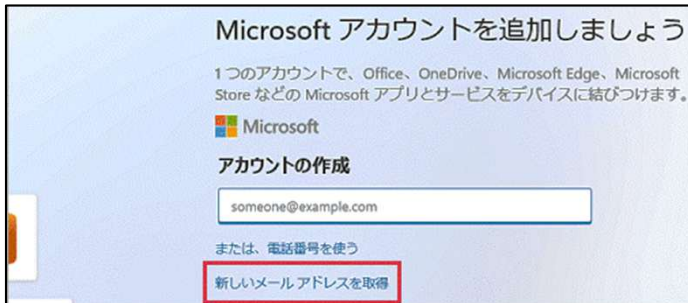 Microsoft アカウントを追加しましょう
1つのアカウントで、Office、OneDrive、Microsoft Edge、Microsoft
Store などの Microsoft アプリとサービスをデバイスに結びつけます。
Microsoft
アカウントの作成
someone@example.com
または、電話番号を使う
新しいメール アドレスを取得